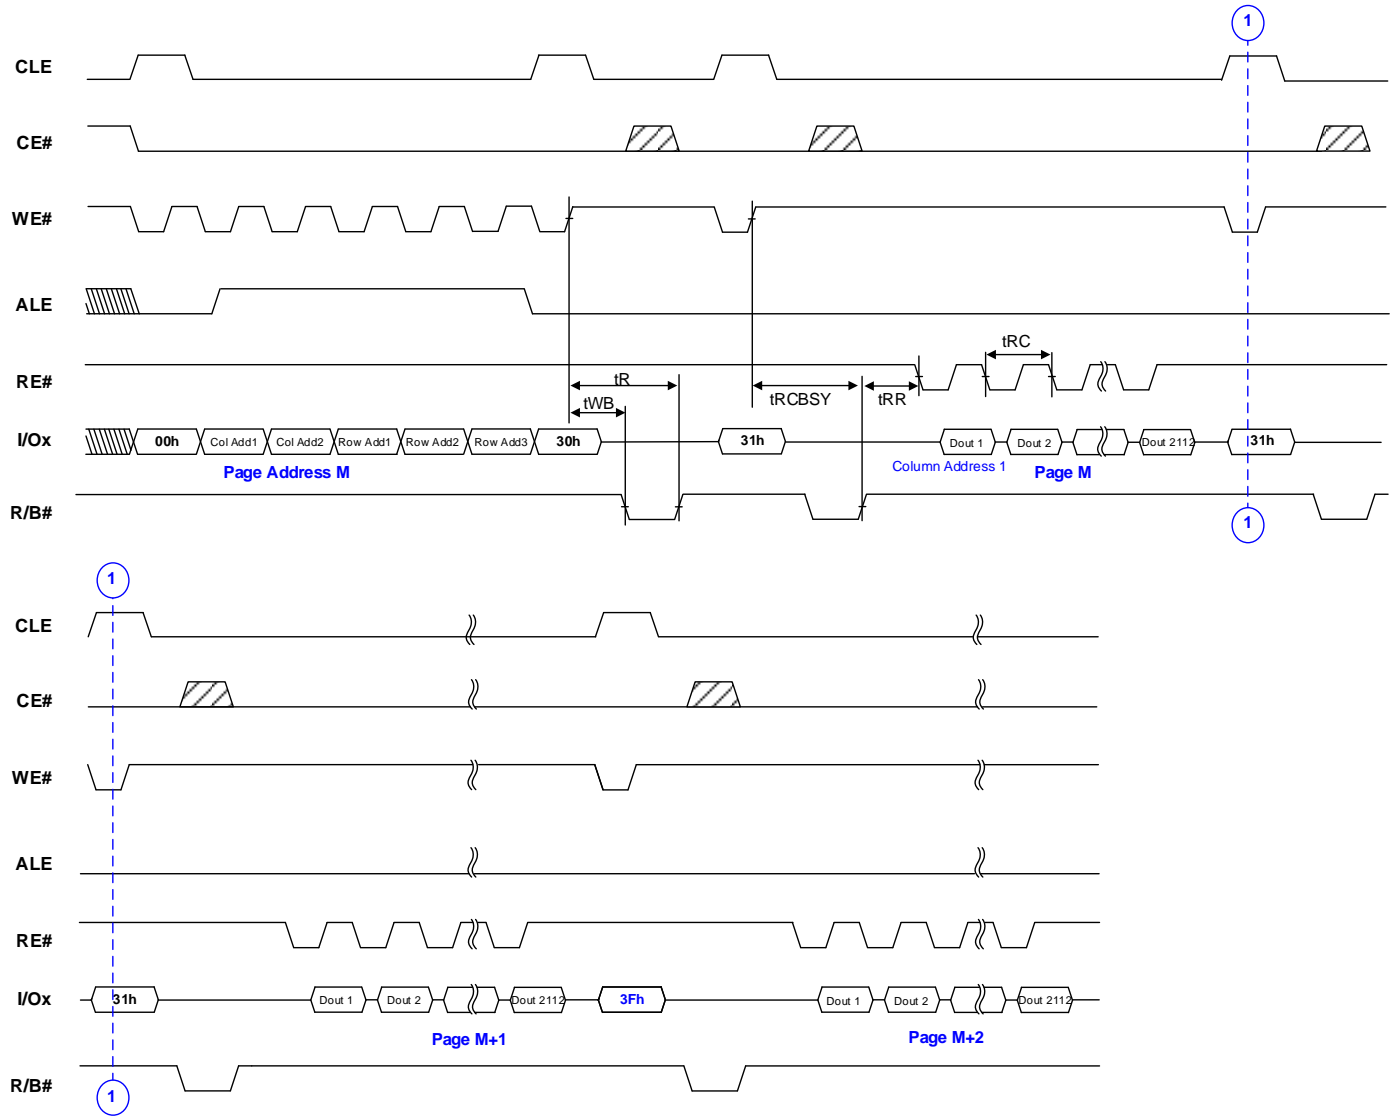 1
CLE
CE#
WE#
ALE
tRC
RE#
tR
tRCBSY
tRR
tWB
I/Ox
00h
Col Add1
Col Add2
Row Add1
Row Add2
Row Add3
30h
31h
Dout 1
Dout 2
Dout 2112
31h
Column Address 1
Page Address M
Page M
R/B#
1
1
CLE
CE#
WE#
ALE
RE#
I/Ox
31h
Dout 1
Dout 2
Dout 2112
3Fh
Dout 1
Dout 2
Dout 2112
Page M+1
Page M+2
R/B#
1